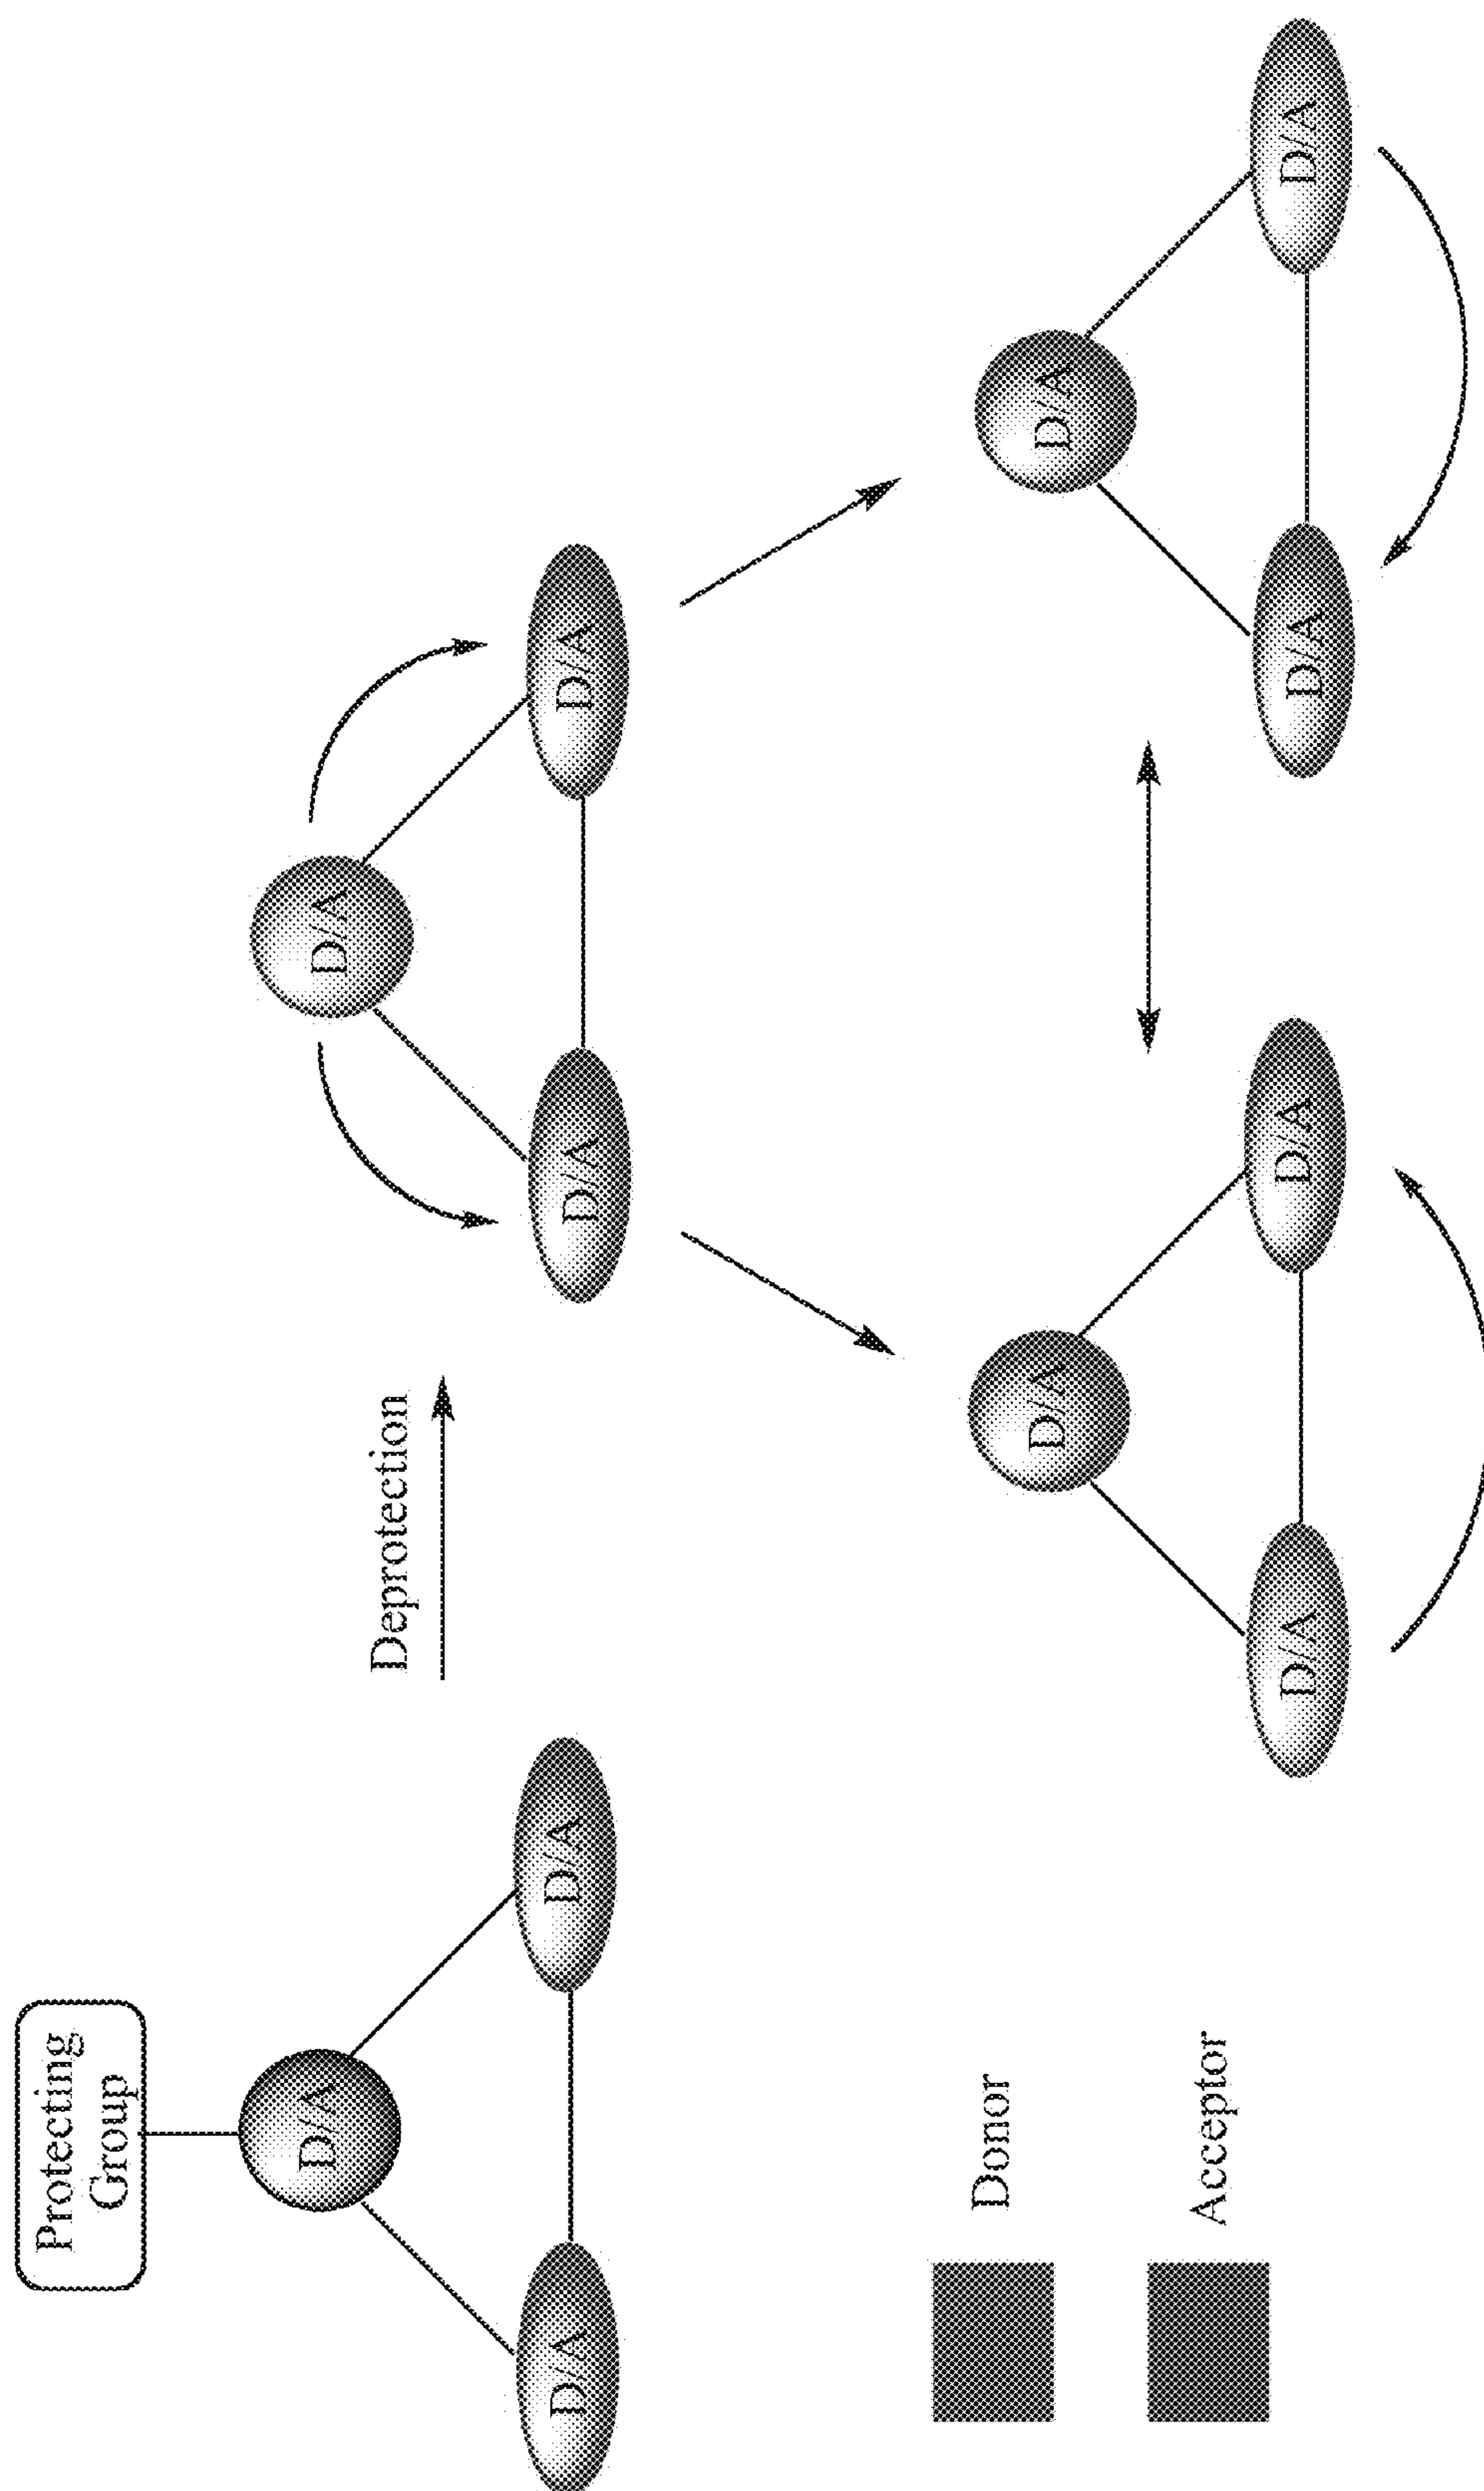 Protecting
Group
D/A
D/A
D/A
Deprotection
D/A
D/A
D/A
Donor
Acceptor
D/A
D/A
D/A
D/A
D/A
D/A